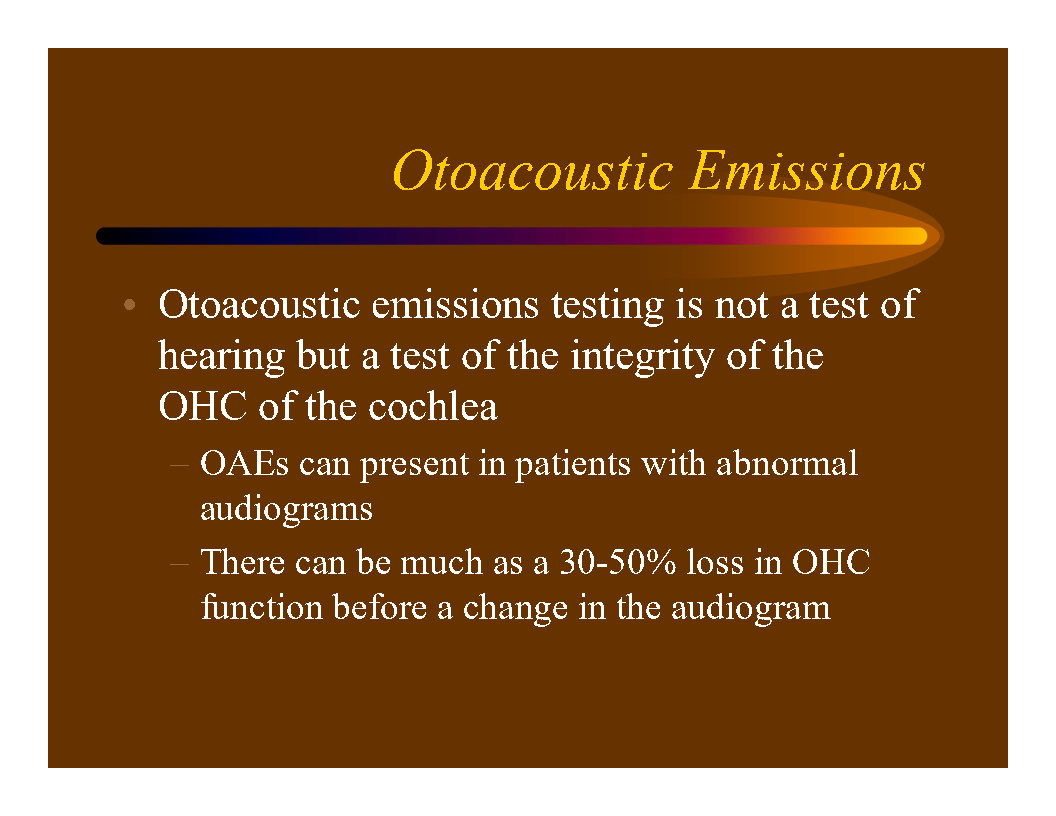 Otoacoustic Emissions
• Otoacoustic emissions testing is not a test of
hearing but a test of the integrity of the
OHC of the cochlea
– OAEs can present in patients with abnormal
audiograms
– There can be much as a 30-50% loss in OHC
function before a change in the audiogram